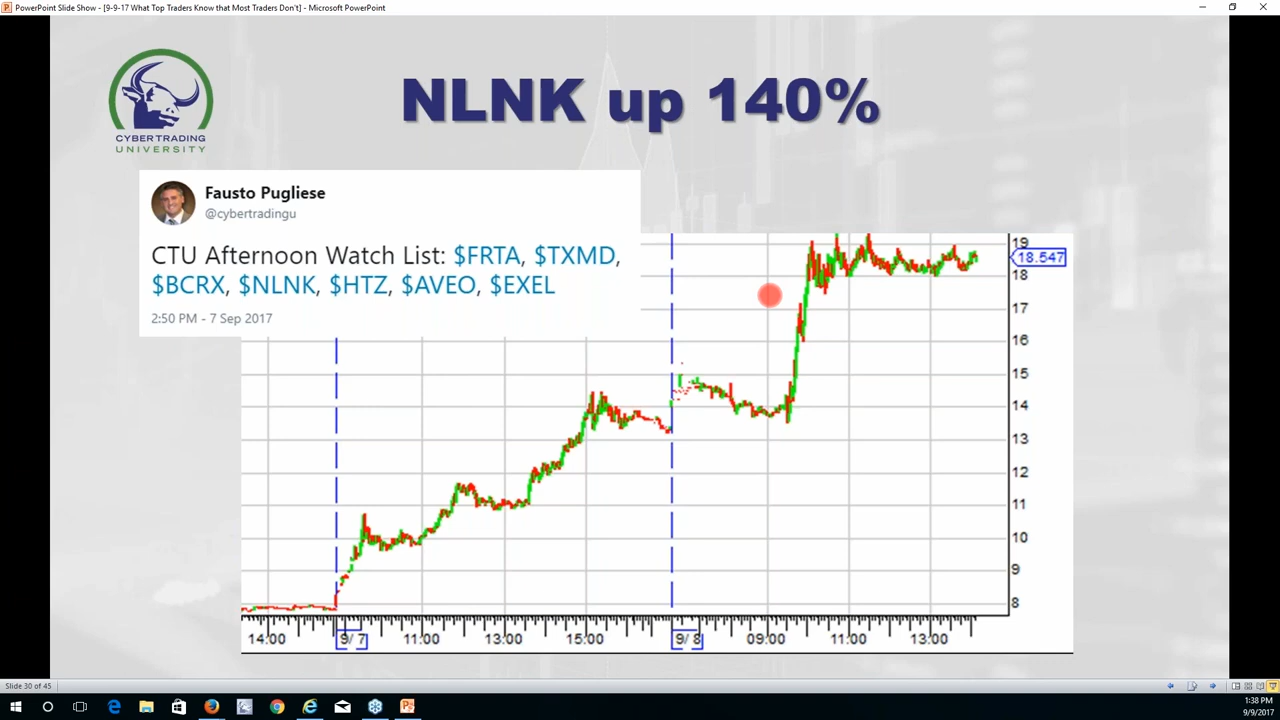 PowerPoint Slide Show - [9-9-17 What Top Traders Know that Most Traders Don't] - Microsoft PowerPoint
NLNK up 140%
CYBERTRADING
UNIVERSITY
Fausto Pugliese
@cybertradingu
CTU Afternoon Watch List: $FRTA, $TXMD,
$BCRX, $NLNK, $HTZ, $AVEO, $EXEL
2:50 PM - 7 Sep 2017
19
18.547
18
17
16
15
14
13
12
11
10
9
8
14:00 9/ 7 11:00 13:00 15:00 9/ 8 09:00 11:00 13:00
Slide 30 of 45
1:38 PM
9/9/2017